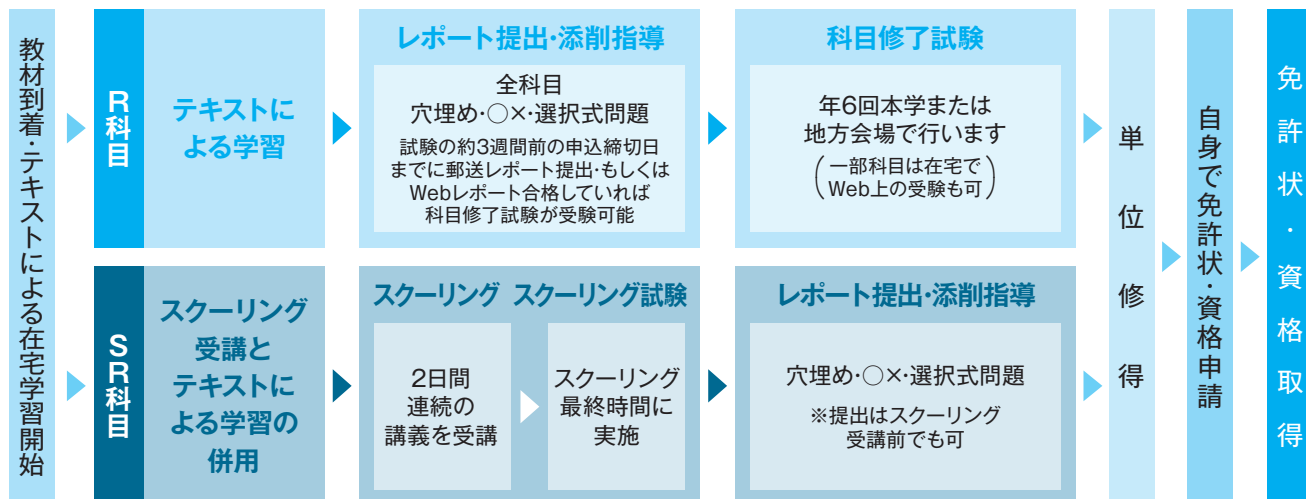 教材到着・テキストによる在宅学習開始
R科目
テキストに
よる学習
レポート提出・添削指導
全科目
穴埋め・○×・選択式問題
試験の約3週間前の申込締切日
までに郵送レポート提出・もしくは
Webレポート合格していれば
科目修了試験が受験可能
科目修了試験
年6回本学または
地方会場で行います
(一部科目は在宅で
Web上の受験も可)
SR科目
スクーリング
受講と
テキストに
よる学習の
併用
スクーリング
2日間
連続の
講義を受講
スクーリング試験
スクーリング
最終時間に
実施
レポート提出・添削指導
穴埋め・○×・選択式問題
※提出はスクーリング
受講前でも可
単位修得
自身で免許状・資格申請
免許状・資格取得